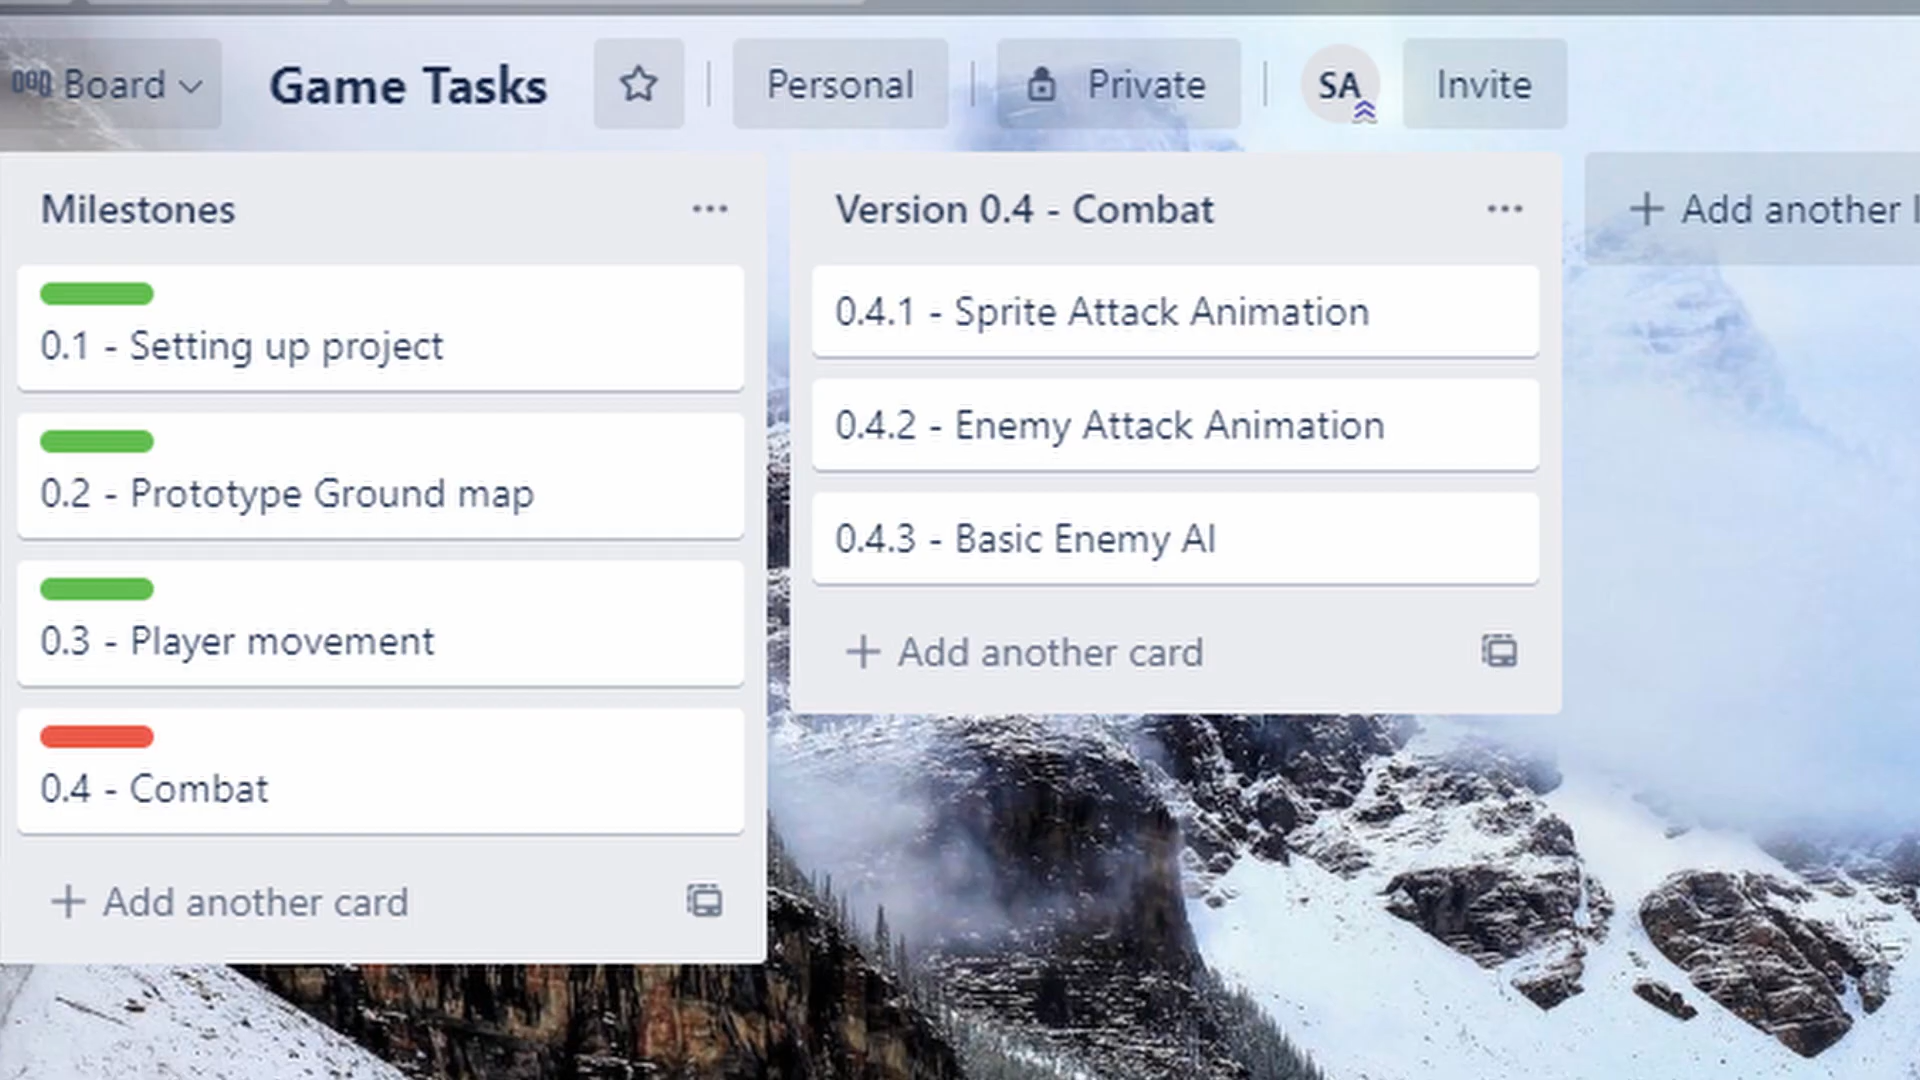 Board
Game Tasks
Personal
Private
SA
Invite
Milestones
0.1 - Setting up project
0.2 - Prototype Ground map
0.3 - Player movement
0.4 - Combat
+ Add another card
Version 0.4 - Combat
0.4.1 - Sprite Attack Animation
0.4.2 - Enemy Attack Animation
0.4.3 - Basic Enemy AI
+ Add another card
+ Add another